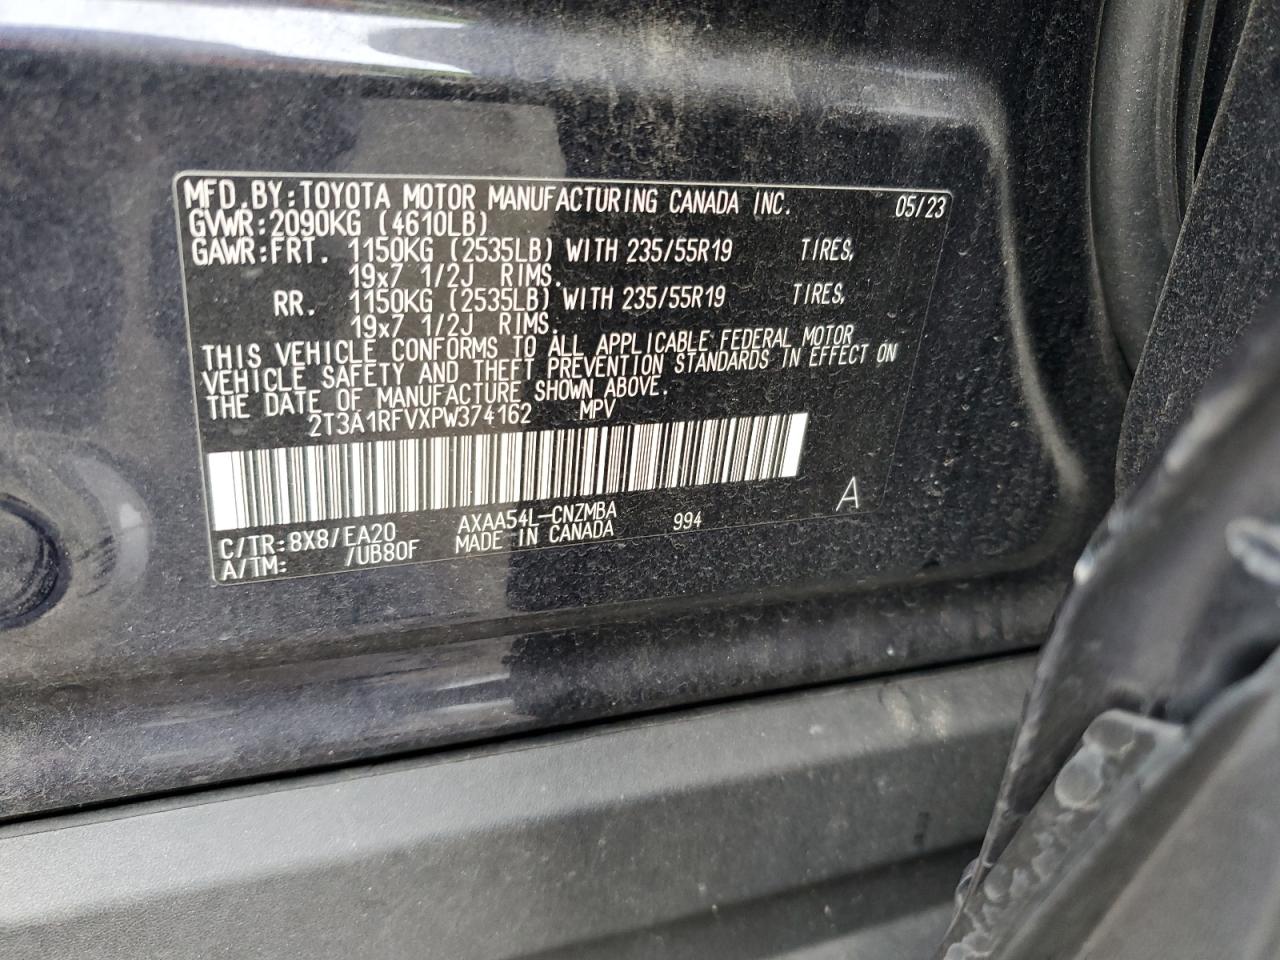 MFD.BY:TOYOTA MOTOR MANUFACTURING CANADA INC. 05/23
GVWR:2090KG (4610LB)
GAWR:FRT. 1150KG (2535LB) WITH 235/55R19 TIRES,
19x7 1/2J RIMS.
RR. 1150KG (2535LB) WITH 235/55R19 TIRES,
19x7 1/2J RIMS.
THIS VEHICLE CONFORMS TO ALL APPLICABLE FEDERAL MOTOR
VEHICLE SAFETY AND THEFT PREVENTION STANDARDS IN EFFECT ON
THE DATE OF MANUFACTURE SHOWN ABOVE.
2T3A1RFVXPW374162 MPV
A
C/TR:8X8/EA20 AXAA54L-CNZMBA 994
A/TM: /UB80F MADE IN CANADA